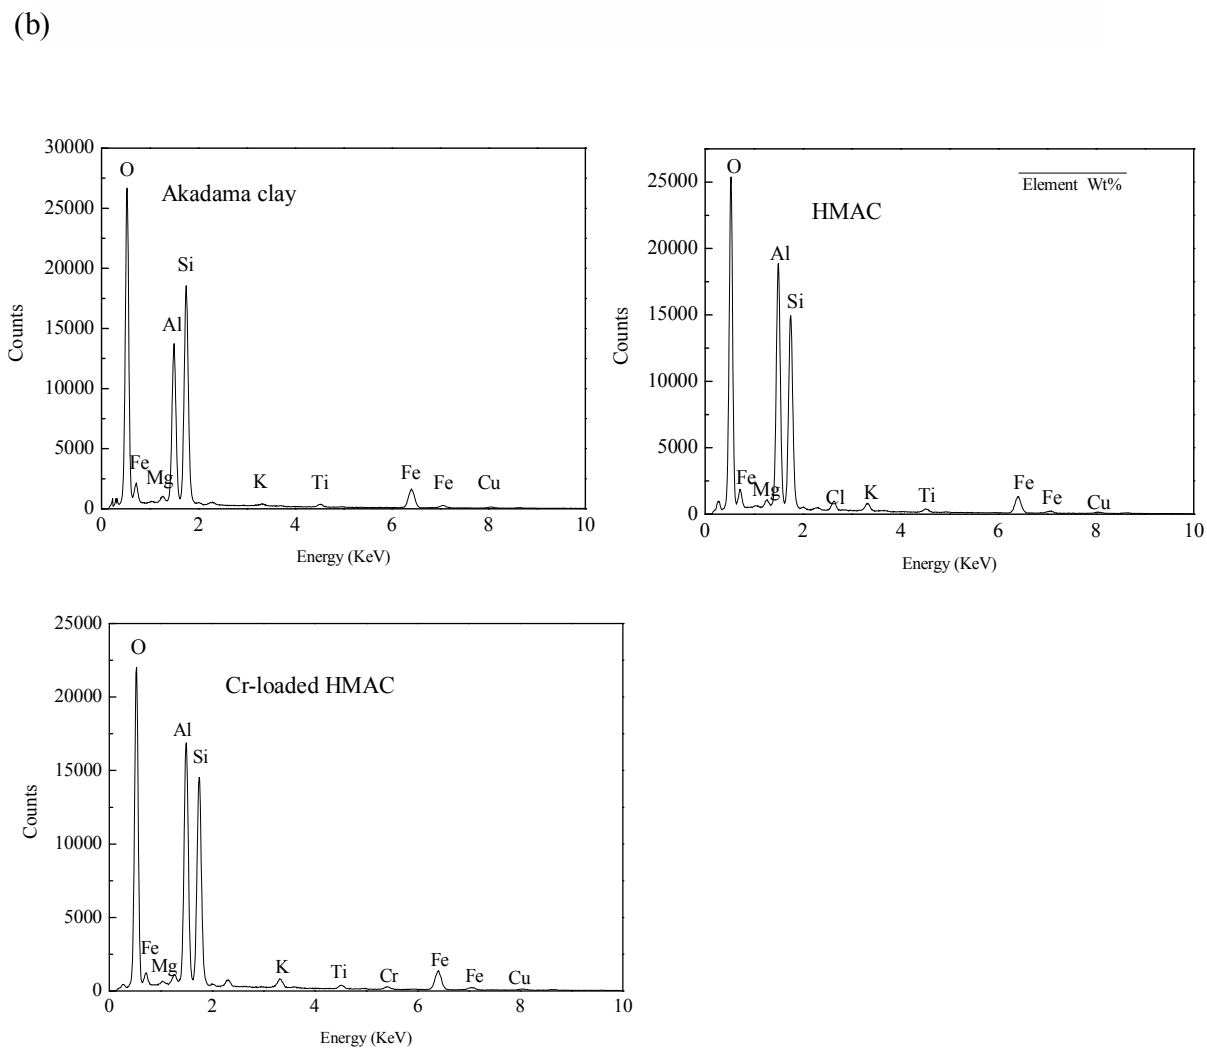 (b)
30000
25000
20000
15000
10000
5000
0
Counts
O
Akadama clay
Si
Al
Fe
Mg
K
Ti
Fe
Fe
Cu
0 2 4 6 8 10
Energy (KeV)
25000
20000
15000
10000
5000
0
Counts
O
Element Wt%
HMAC
Al
Si
Fe
Mg
Cl
K
Ti
Fe
Fe
Cu
0 2 4 6 8 10
Energy (KeV)
25000
20000
15000
10000
5000
0
Counts
O
Cr-loaded HMAC
Al
Si
Fe
Mg
K
Ti
Cr
Fe
Fe
Cu
0 2 4 6 8 10
Energy (KeV)